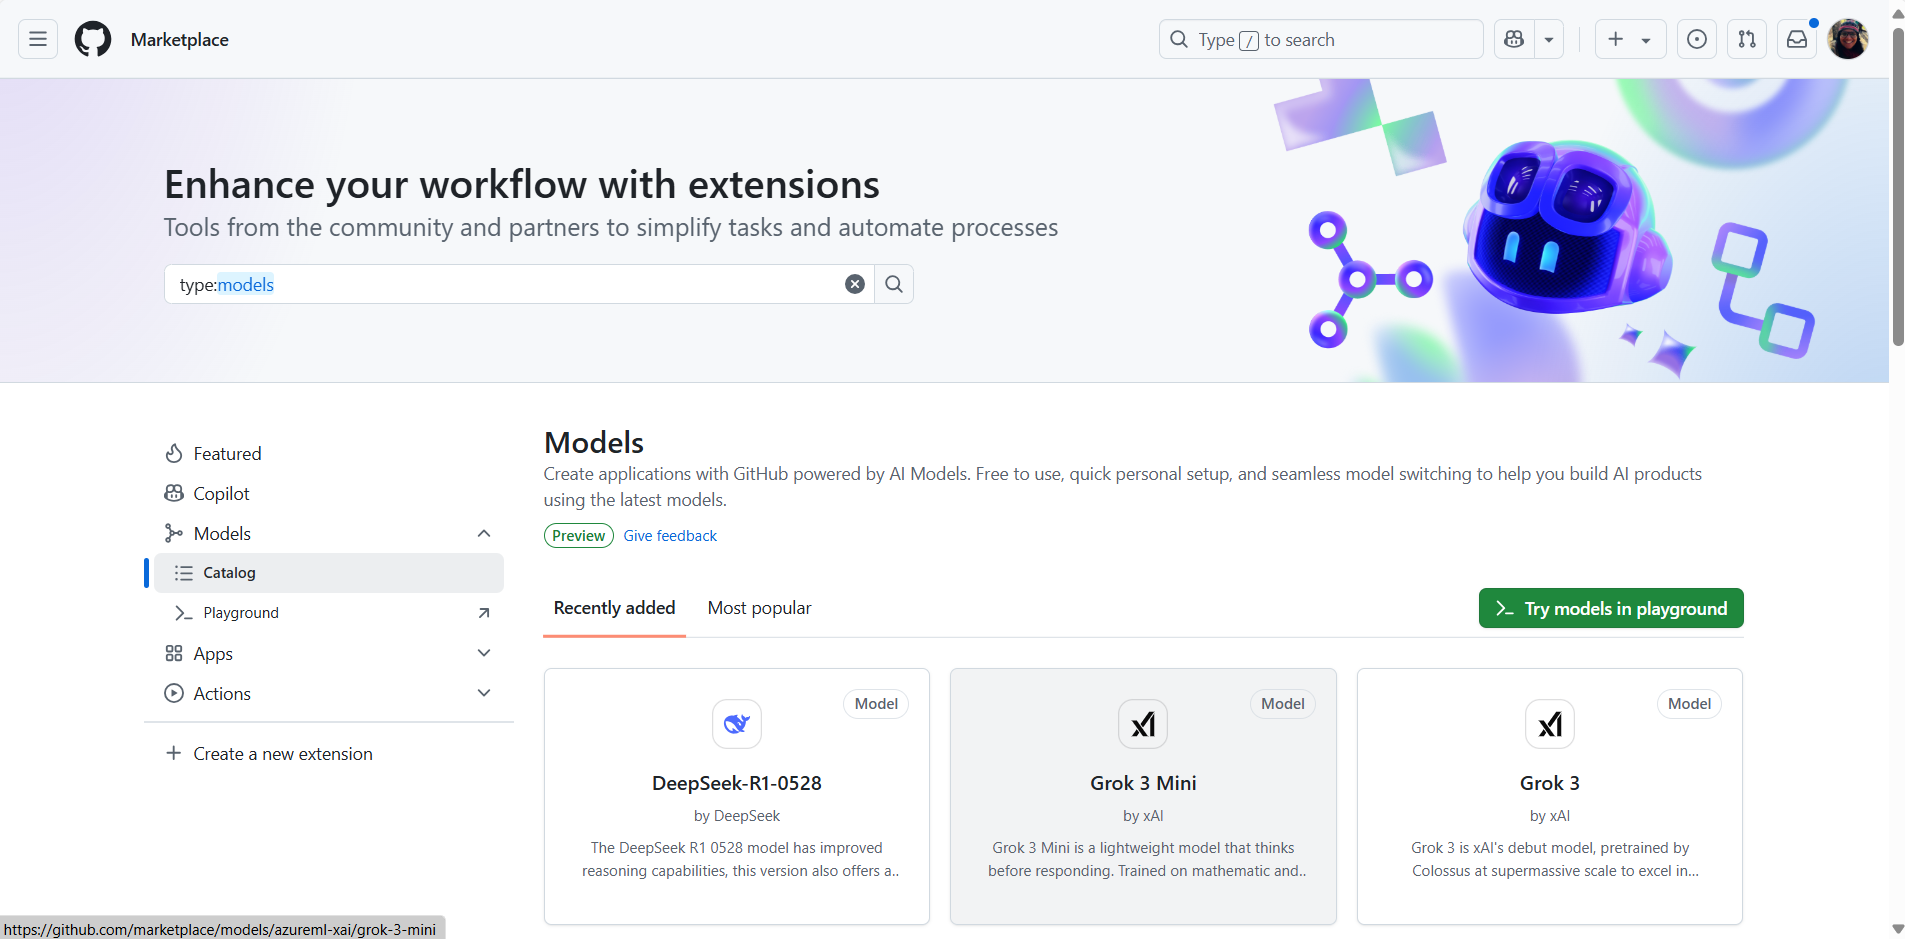 Marketplace
Type / to search
Enhance your workflow with extensions
Tools from the community and partners to simplify tasks and automate processes
type:models
Featured
Copilot
Models
Catalog
Playground
Apps
Actions
Create a new extension
Models
Create applications with GitHub powered by AI Models. Free to use, quick personal setup, and seamless model switching to help you build AI products
using the latest models.
Preview Give feedback
Recently added Most popular
Try models in playground
Model
DeepSeek-R1-0528
by DeepSeek
The DeepSeek R1 0528 model has improved
reasoning capabilities, this version also offers a..
Model
xI
Grok 3 Mini
by xAI
Grok 3 Mini is a lightweight model that thinks
before responding. Trained on mathematic and..
Model
xI
Grok 3
by xAI
Grok 3 is xAI's debut model, pretrained by
Colossus at supermassive scale to excel in...
https://github.com/marketplace/models/azureml-xai/grok-3-mini